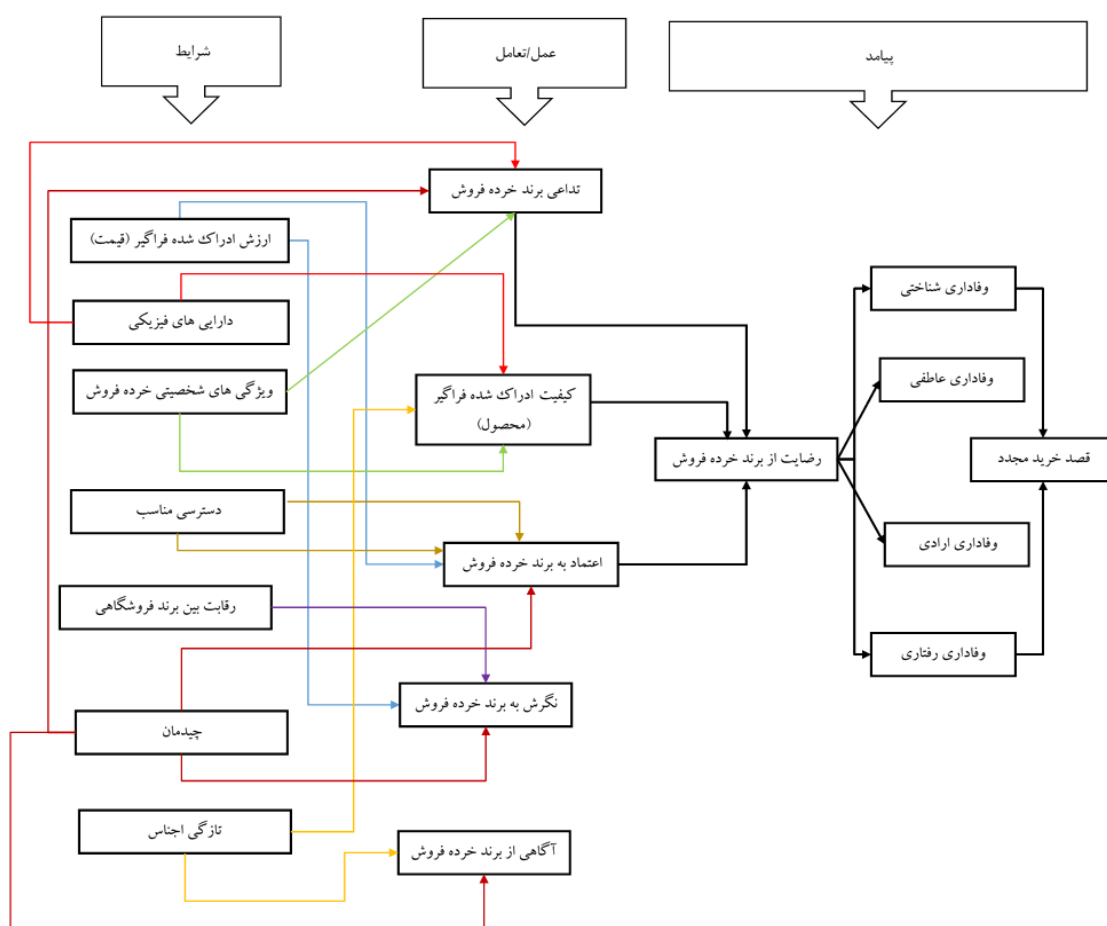 شرایط
عمل/تعامل
پیامد
تداعی برند خرده فروش
ارزش ادراک شده فراگیر (قیمت)
دارایی های فیزیکی
ویژگی های شخصیتی خرده فروش
کیفیت ادراک شده فراگیر
(محصول)
دسترسی مناسب
اعتماد به برند خرده فروش
رقابت بین برند فروشگاهی
نگرش به برند خرده فروش
چیدمان
تازگی اجناس
آگاهی از برند خرده فروش
رضایت از برند خرده فروش
وفاداری شناختی
وفاداری عاطفی
قصد خرید مجدد
وفاداری ارادی
وفاداری رفتاری